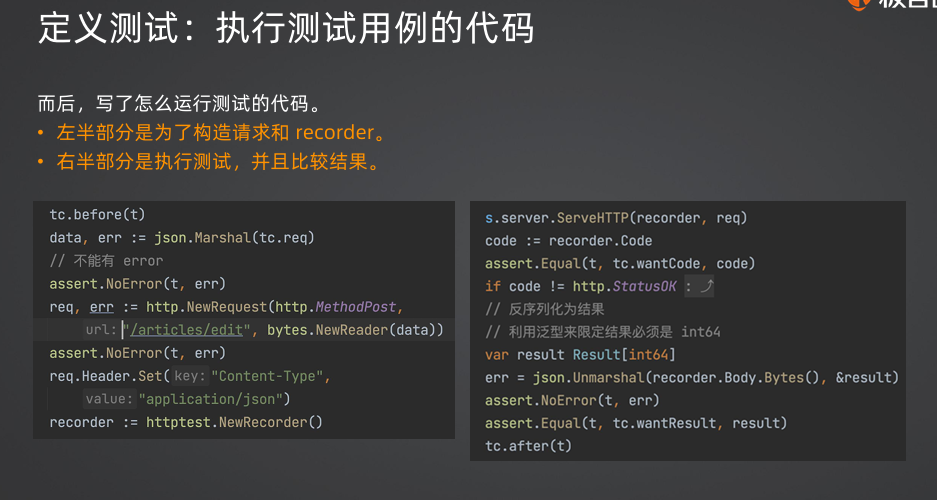 定义测试：执行测试用例的代码
而后，写了怎么运行测试的代码。
• 左半部分是为了构造请求和 recorder。
• 右半部分是执行测试，并且比较结果。
tc.before(t)
data, err := json.Marshal(tc.req)
// 不能有 error
assert.NoError(t, err)
req, err := http.NewRequest(http.MethodPost,
url: "/articles/edit", bytes.NewReader(data))
assert.NoError(t, err)
req.Header.Set( key: "Content-Type",
value: "application/json")
recorder := httptest.NewRecorder()
s.server.ServeHTTP(recorder, req)
code := recorder.Code
assert.Equal(t, tc.wantCode, code)
if code != http.StatusOK :
// 反序列化为结果
// 利用泛型来限定结果必须是 int64
var result Result[int64]
err = json.Unmarshal(recorder.Body.Bytes(), &result)
assert.NoError(t, err)
assert.Equal(t, tc.wantResult, result)
tc.after(t)